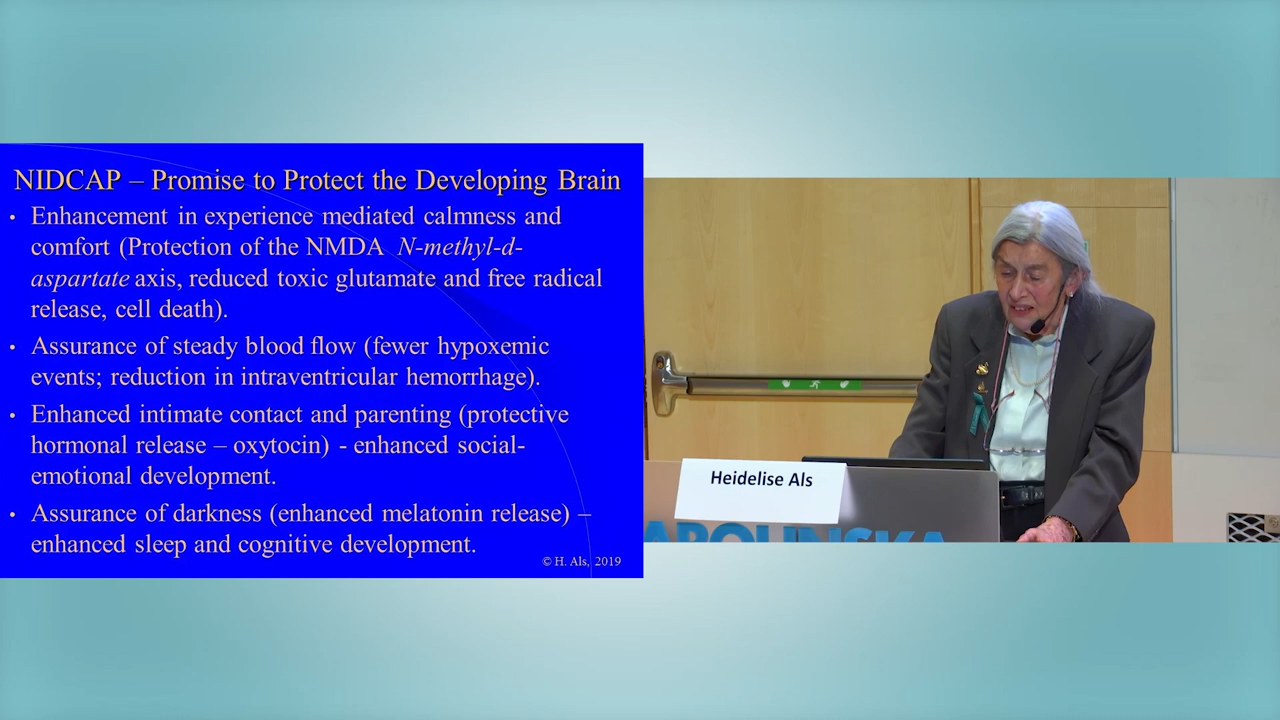 NIDCAP – Promise to Protect the Developing Brain
• Enhancement in experience mediated calmness and
comfort (Protection of the NMDA N-methyl-d-
aspartate axis, reduced toxic glutamate and free radical
release, cell death).
• Assurance of steady blood flow (fewer hypoxemic
events; reduction in intraventricular hemorrhage).
• Enhanced intimate contact and parenting (protective
hormonal release – oxytocin) - enhanced social-
emotional development.
• Assurance of darkness (enhanced melatonin release) –
enhanced sleep and cognitive development.
© H. Als, 2019
Heidelise Als
AROLINSKA